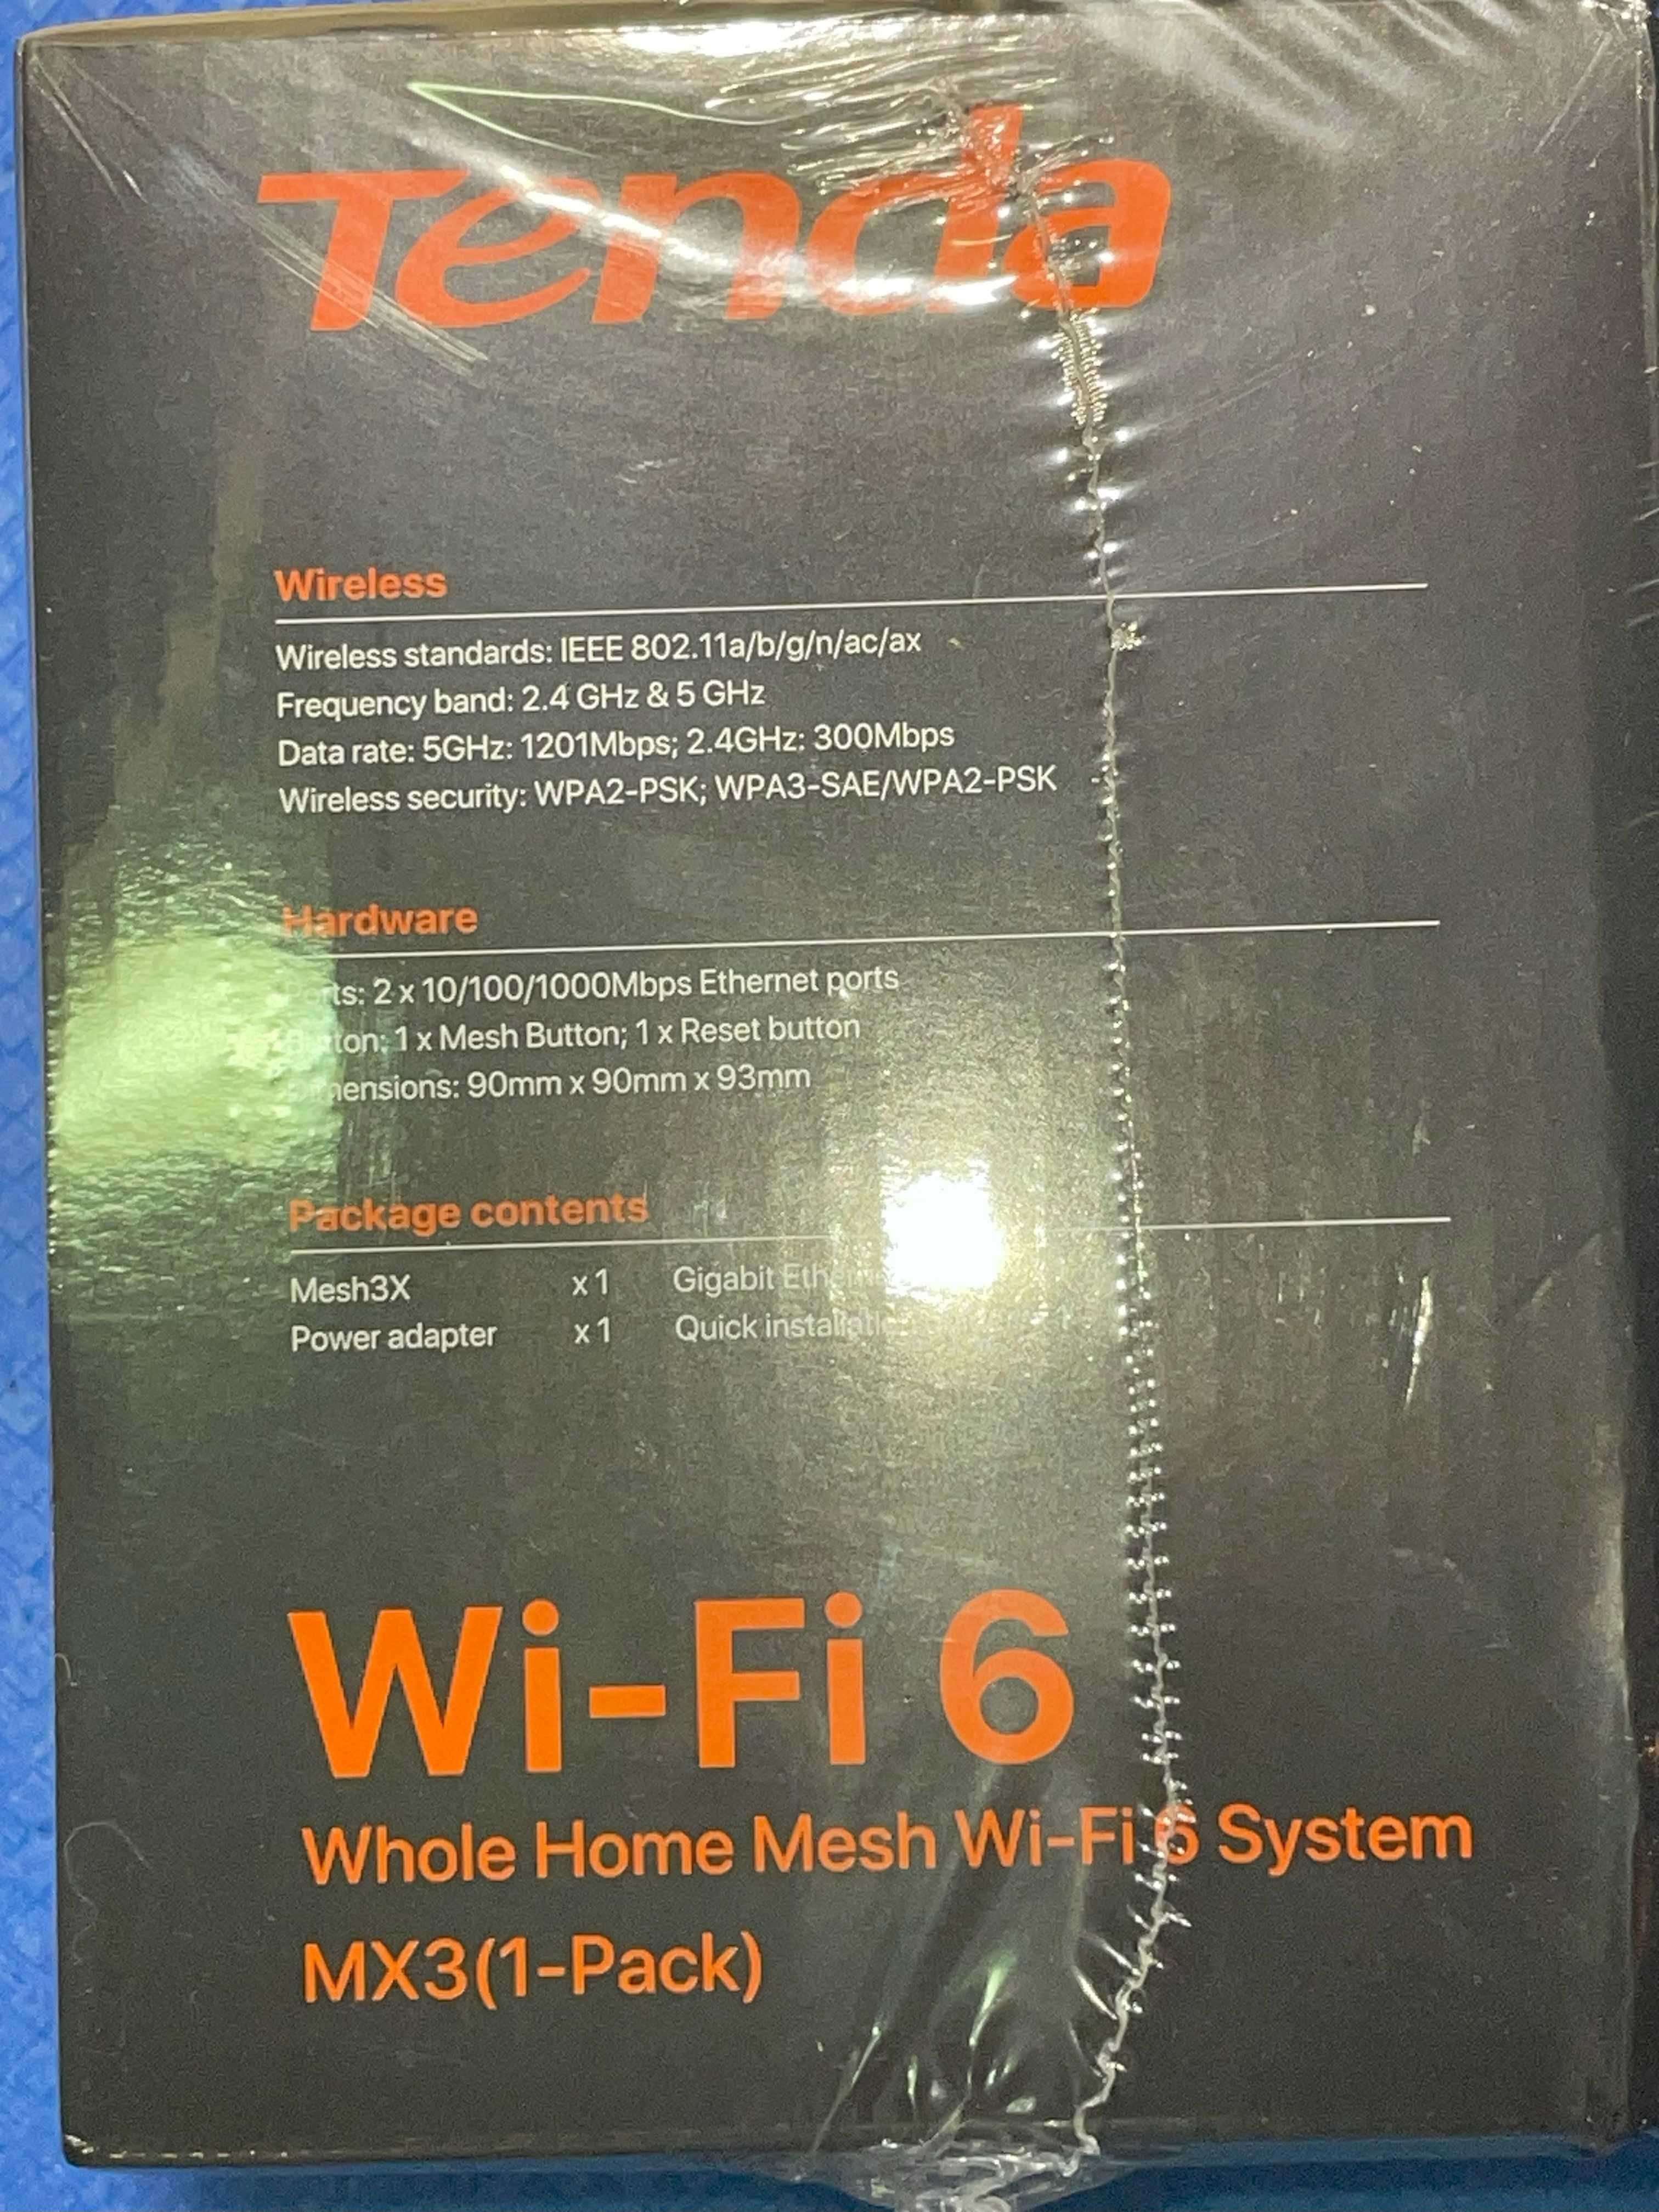 Tenda
Wireless
Wireless standards: IEEE 802.11a/b/g/n/ac/ax
Frequency band: 2.4 GHz & 5 GHz
Data rate: 5GHz: 1201Mbps; 2.4GHz: 300Mbps
Wireless security: WPA2-PSK; WPA3-SAE/WPA2-PSK
Hardware
Ports: 2 x 10/100/1000Mbps Ethernet ports
Button: 1 x Mesh Button; 1 x Reset button
Dimensions: 90mm x 90mm x 93mm
Package contents
Mesh3X x 1 Gigabit
Power adapter x 1 Quick
Wi-Fi 6
Whole Home Mesh Wi-Fi 6 System
MX3(1-Pack)